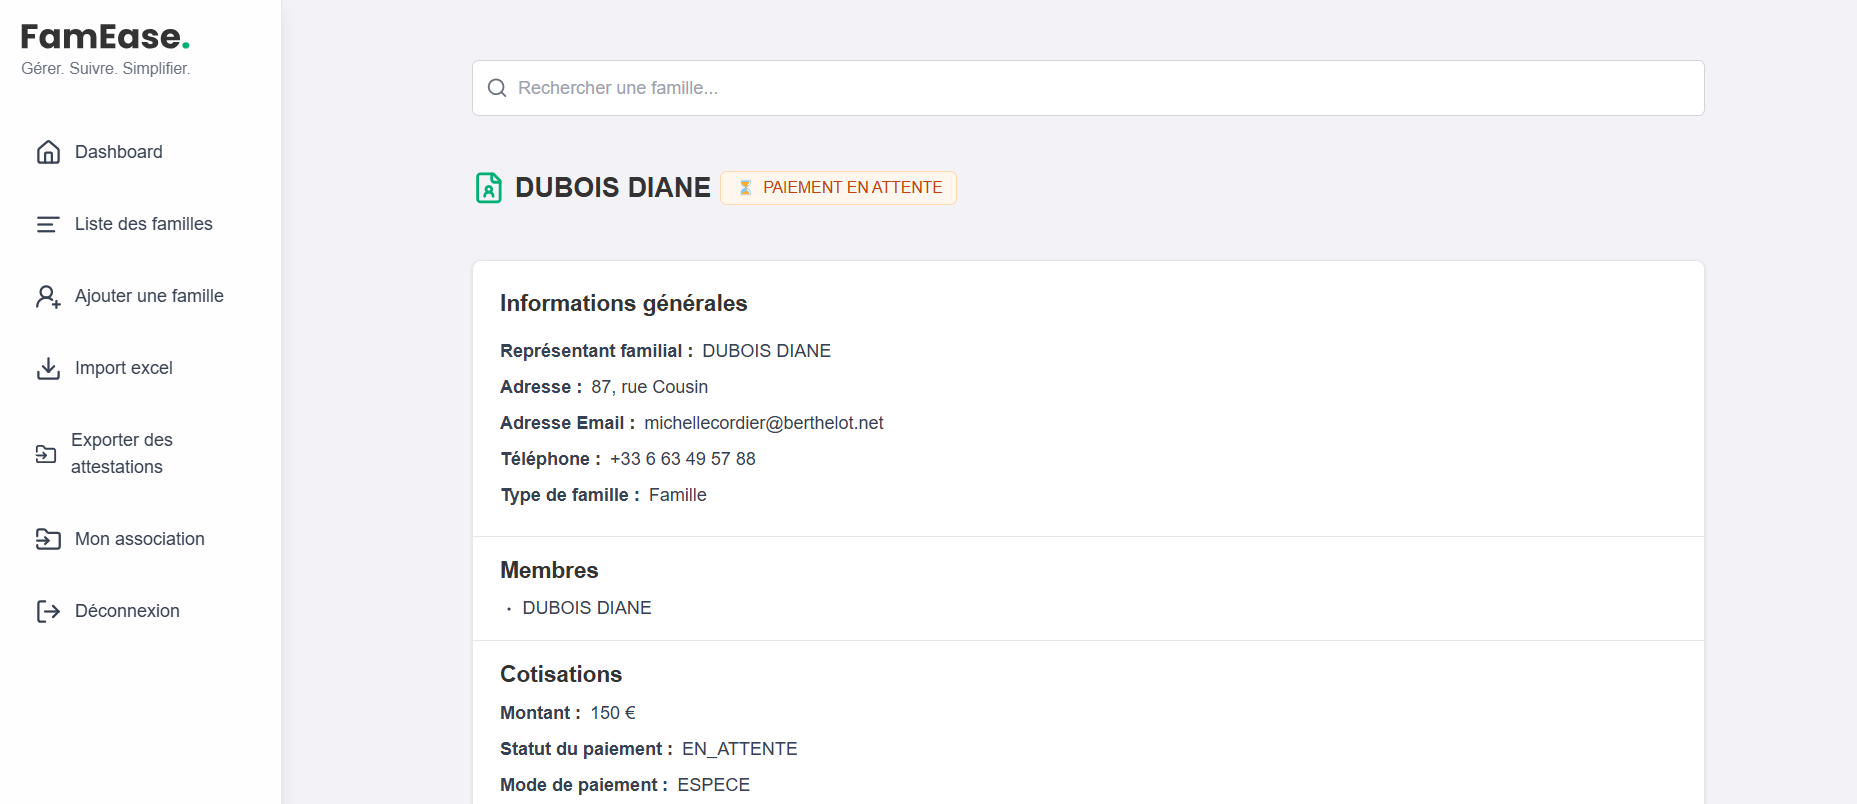 FamEase.
Gérer. Suivre. Simplifier.
Dashboard
Liste des familles
Ajouter une famille
Import excel
Exporter des
attestations
Mon association
Déconnexion
Rechercher une famille...
DUBOIS DIANE
PAIEMENT EN ATTENTE
Informations générales
Représentant familial : DUBOIS DIANE
Adresse : 87, rue Cousin
Adresse Email : michellecordier@berthelot.net
Téléphone : +33 6 63 49 57 88
Type de famille : Famille
Membres
• DUBOIS DIANE
Cotisations
Montant : 150 €
Statut du paiement : EN_ATTENTE
Mode de paiement : ESPECE